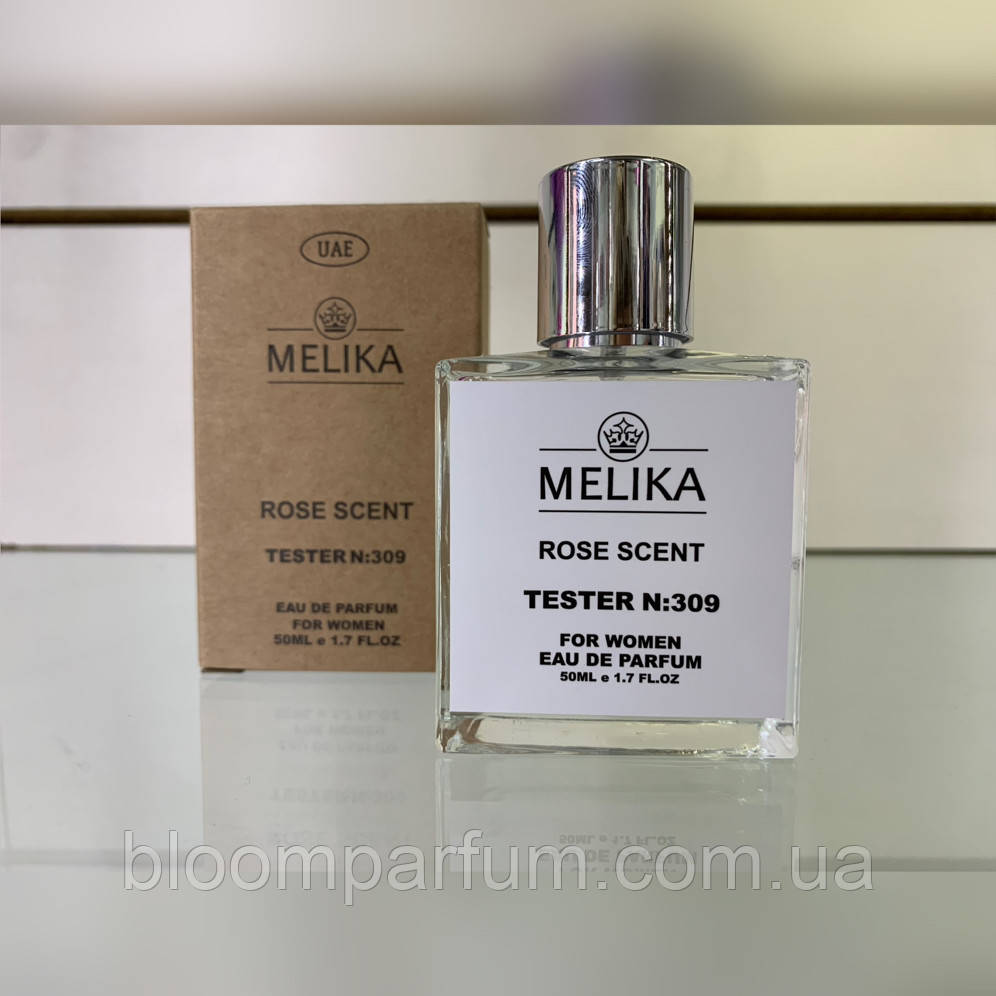 UAE
MELIKA
ROSE SCENT
TESTER N:309
EAU DE PARFUM
FOR WOMEN
50ML e 1.7 FL.OZ
MELIKA
ROSE SCENT
TESTER N:309
FOR WOMEN
EAU DE PARFUM
50ML e 1.7 FL.OZ
bloomparfum.com.ua